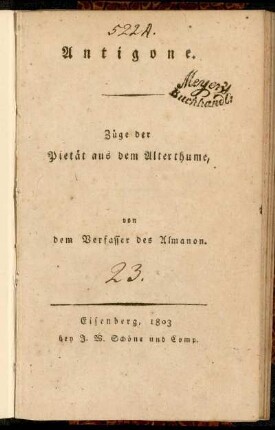 522A.
Antigone.
Meyer's
Buchhandl.
Züge der
Pietät aus dem Alterthume,
von
dem Verfasser des Almanon.
23.
Eisenberg, 1803
bey J. W. Schöne und Comp.